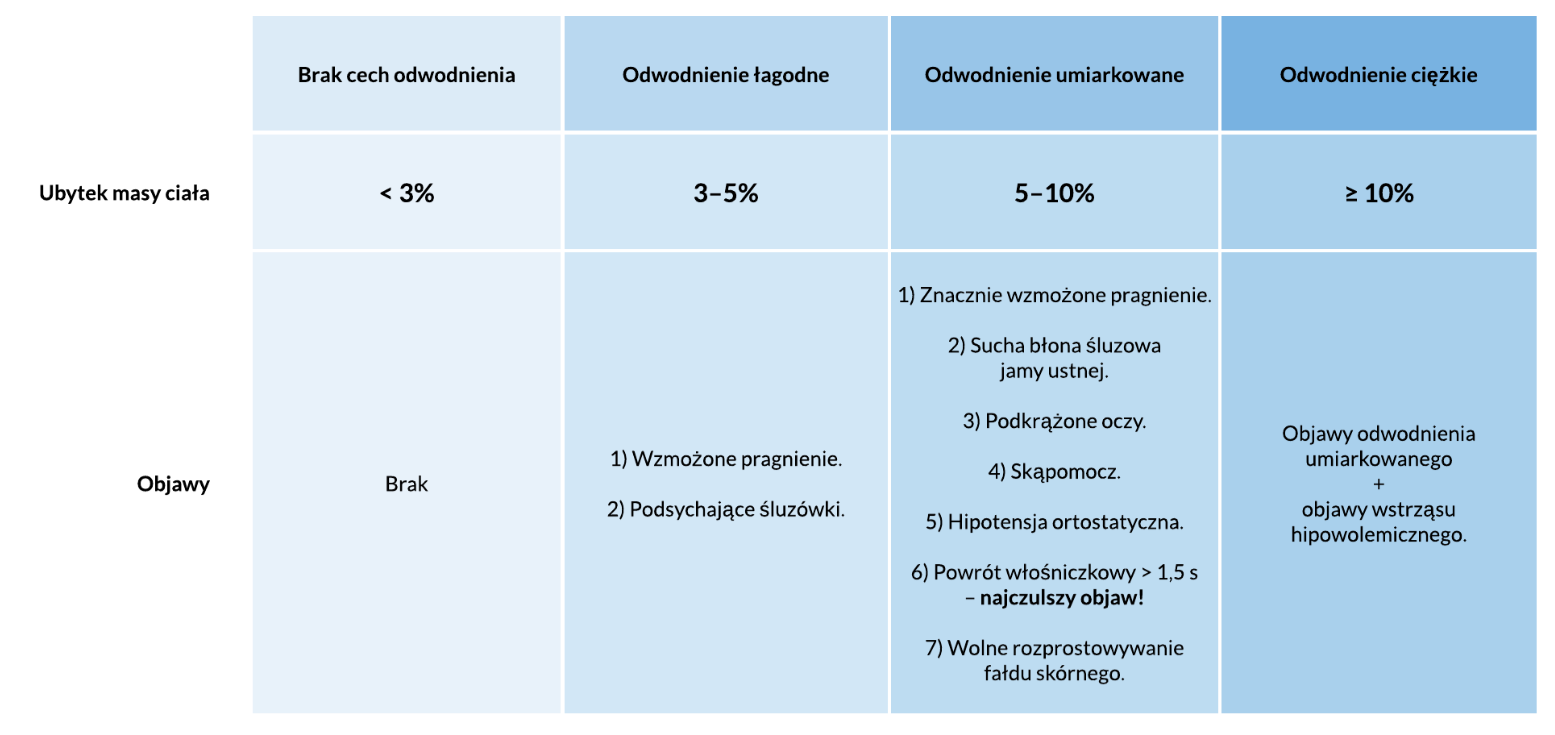 Brak cech odwodnienia
Odwodnienie łagodne
Odwodnienie umiarkowane
Odwodnienie ciężkie
Ubytek masy ciała
< 3%
3–5%
5–10%
≥ 10%
Objawy
Brak
1) Wzmożone pragnienie.
2) Podsychające śluzówki.
1) Znacznie wzmożone pragnienie.
2) Sucha błona śluzowa
jamy ustnej.
3) Podkrążone oczy.
4) Skąpomocz.
5) Hipotensja ortostatyczna.
6) Powrót włośniczkowy > 1,5 s
– najczulszy objaw!
7) Wolne rozprostowywanie
fałdu skórnego.
Objawy odwodnienia
umiarkowanego
+
objawy wstrząsu
hipowolemicznego.